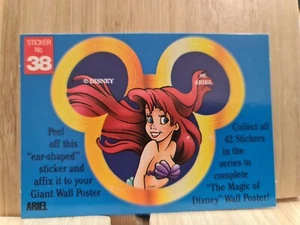 STICKER
No
38
© DISNEY
ARIEL
Peel
off this
"ear-shaped"
sticker and
affix it to your
Giant Wall Poster
ARIEL
Collect all
42 Stickers
in the
series to
complete
"The Magic of
Disney" Wall Poster!